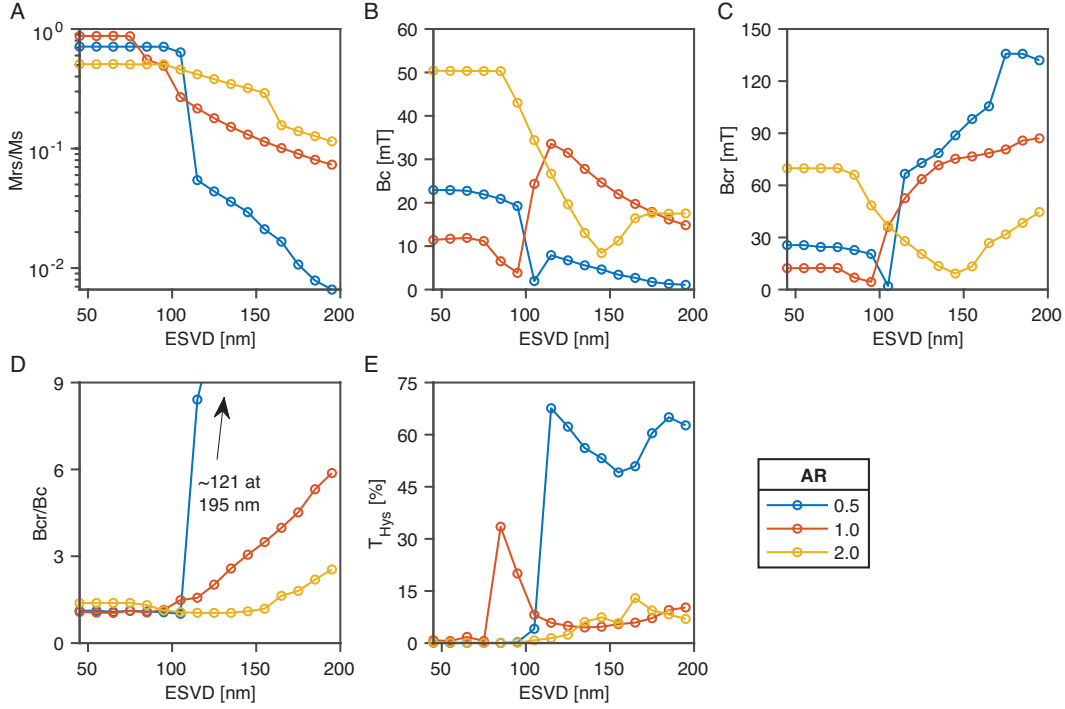 A
10^0
10^-1
10^-2
Mrs/Ms
50
100
150
200
ESVD [nm]
B
60
50
40
30
20
10
0
Bc [mT]
50
100
150
200
ESVD [nm]
C
150
120
90
60
30
0
Bcr [mT]
50
100
150
200
ESVD [nm]
D
9
6
3
0
Bcr/Bc
~121 at
195 nm
50
100
150
200
ESVD [nm]
E
75
60
45
30
15
0
T_Hys [%]
50
100
150
200
ESVD [nm]
AR
0.5
1.0
2.0